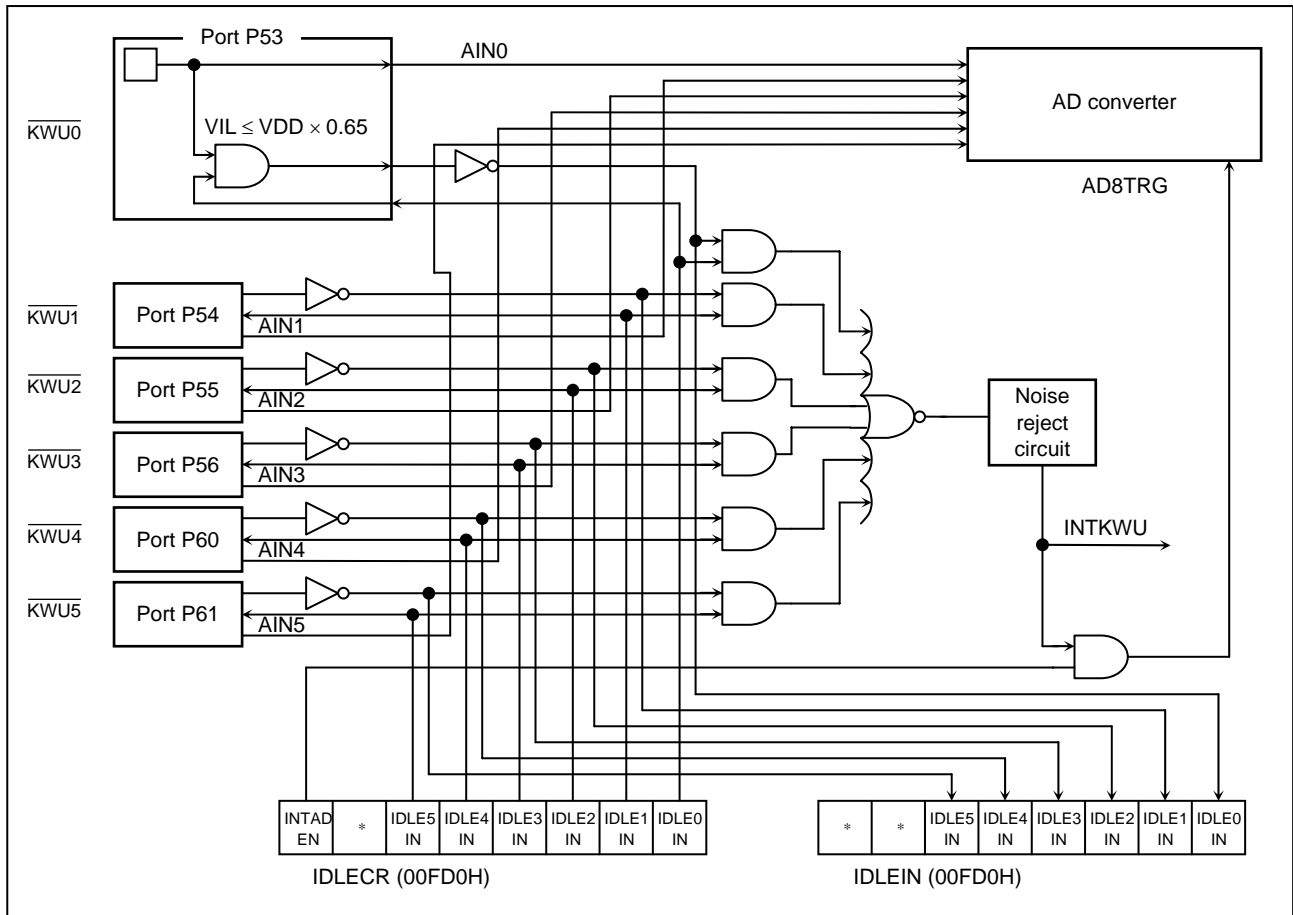 Port P53
AIN0
AD converter
KWU0
VIL ≤ VDD × 0.65
AD8TRG
KWU1
Port P54
AIN1
KWU2
Port P55
AIN2
Noise
reject
circuit
KWU3
Port P56
AIN3
KWU4
Port P60
AIN4
INTKWU
KWU5
Port P61
AIN5
INTAD
EN
*
IDLE5
IN
IDLE4
IN
IDLE3
IN
IDLE2
IN
IDLE1
IN
IDLE0
IN
*
*
IDLE5
IN
IDLE4
IN
IDLE3
IN
IDLE2
IN
IDLE1
IN
IDLE0
IN
IDLECR (00FD0H)
IDLEIN (00FD0H)